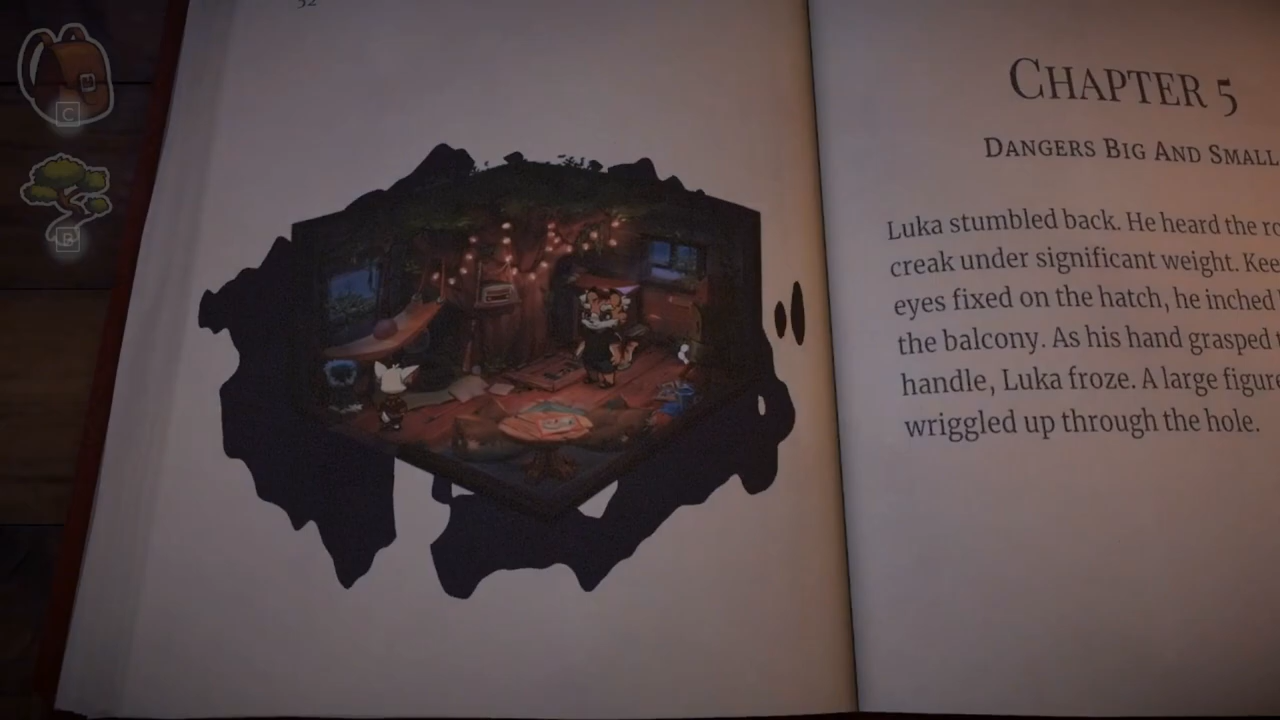 C
B
CHAPTER 5
DANGERS BIG AND SMALL
Luka stumbled back. He heard the
creak under significant weight.
eyes fixed on the hatch, he inched
the balcony. As his hand grasped
handle, Luka froze. A large
wriggled up through the hole.